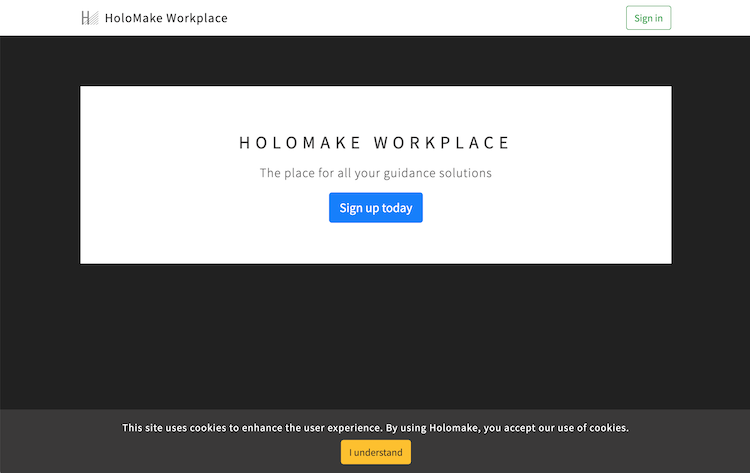 HoloMake Workplace
Sign in
HOLOMAKE WORKPLACE
The place for all your guidance solutions
Sign up today
This site uses cookies to enhance the user experience. By using Holomake, you accept our use of cookies.
I understand